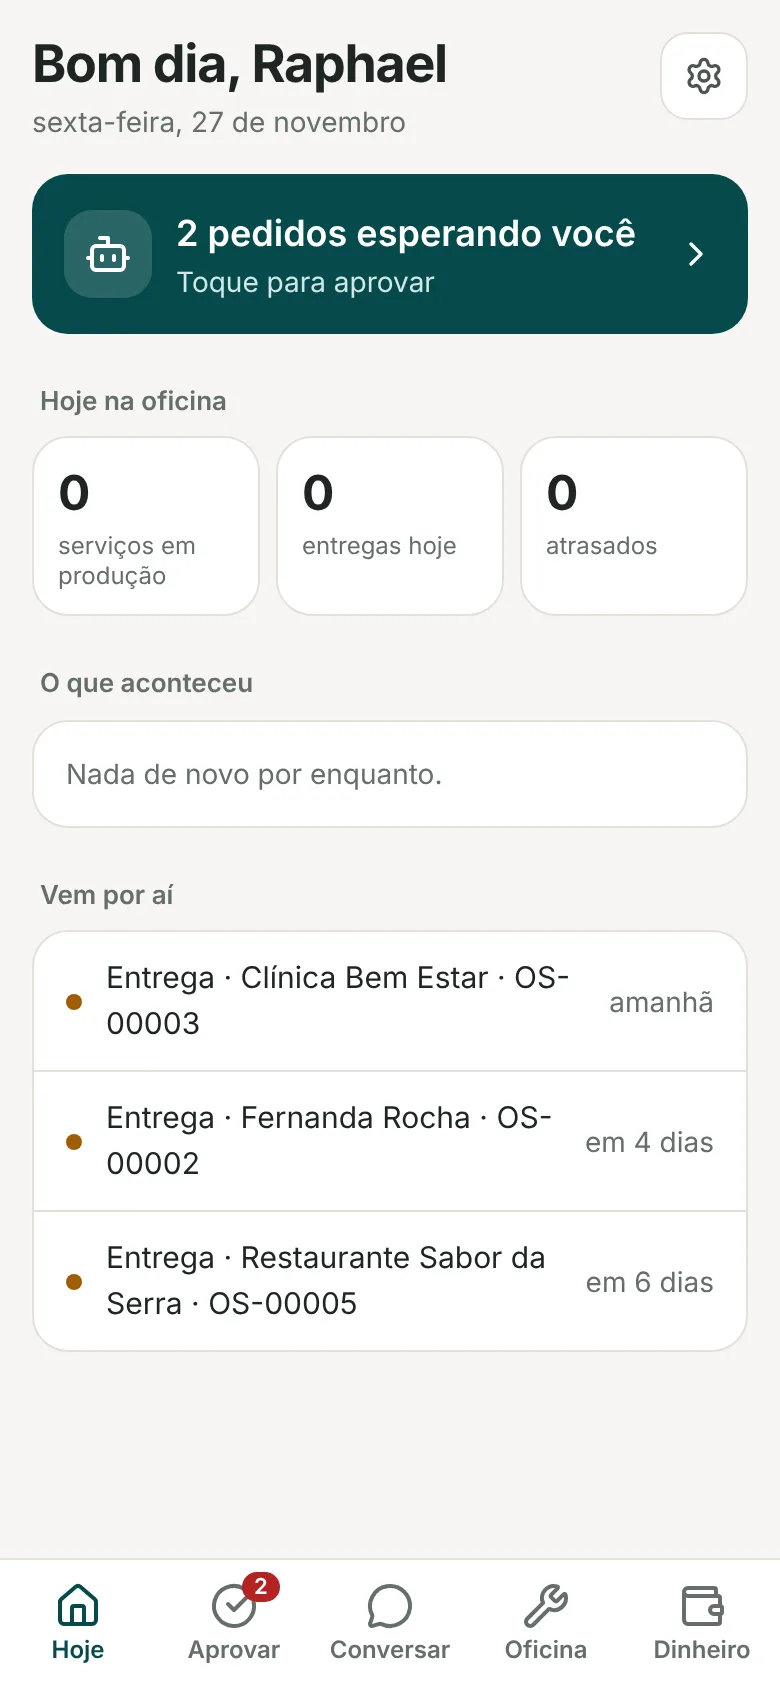 Bom dia, Raphael
sexta-feira, 27 de novembro
2 pedidos esperando você
Toque para aprovar
Hoje na oficina
0
serviços em
produção
0
entregas hoje
0
atrasados
O que aconteceu
Nada de novo por enquanto.
Vem por aí
Entrega · Clínica Bem Estar · OS-
00003
amanhã
Entrega · Fernanda Rocha · OS-
00002
em 4 dias
Entrega · Restaurante Sabor da
Serra · OS-00005
em 6 dias
Hoje
2
Aprovar
Conversar
Oficina
Dinheiro